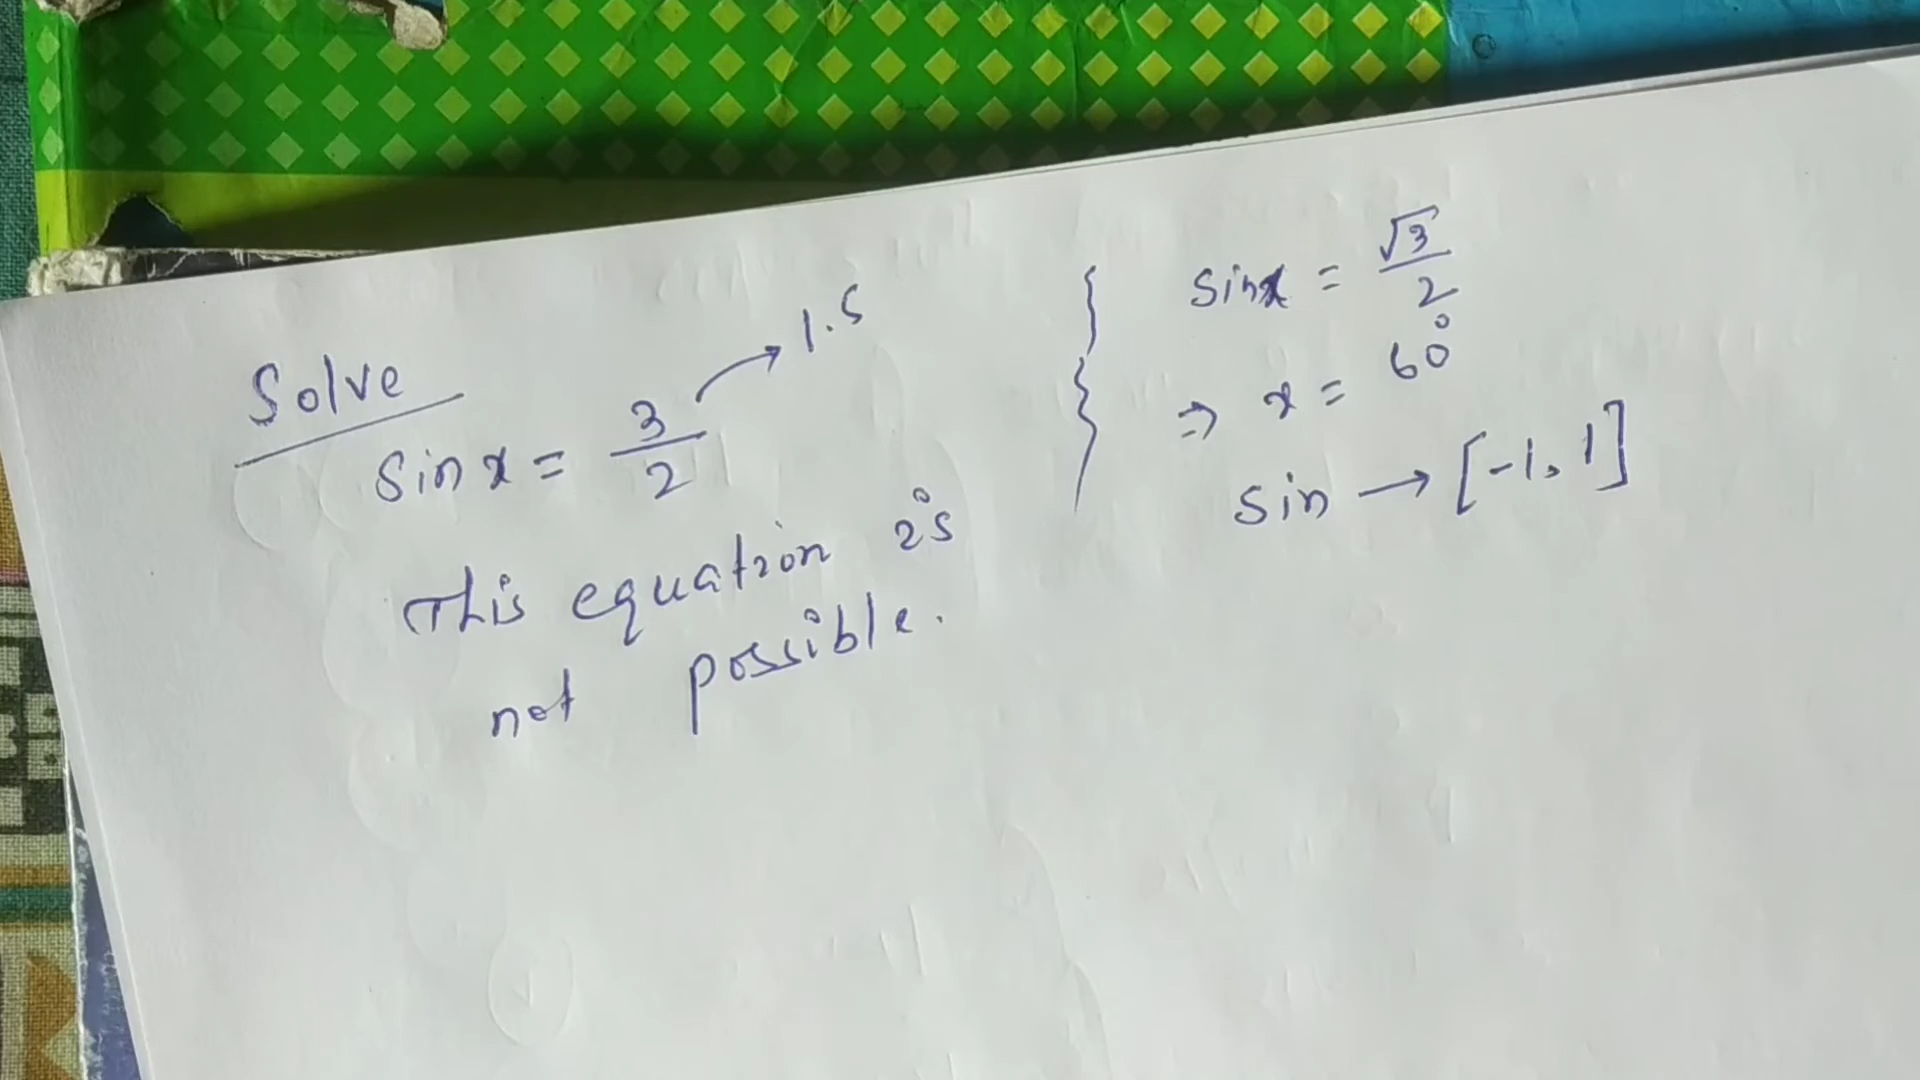 Solve
sin x = 3/2 → 1.5
This equation is
not possible.
sin x = √3/2
⇒ x = 60°
sin → [-1, 1]